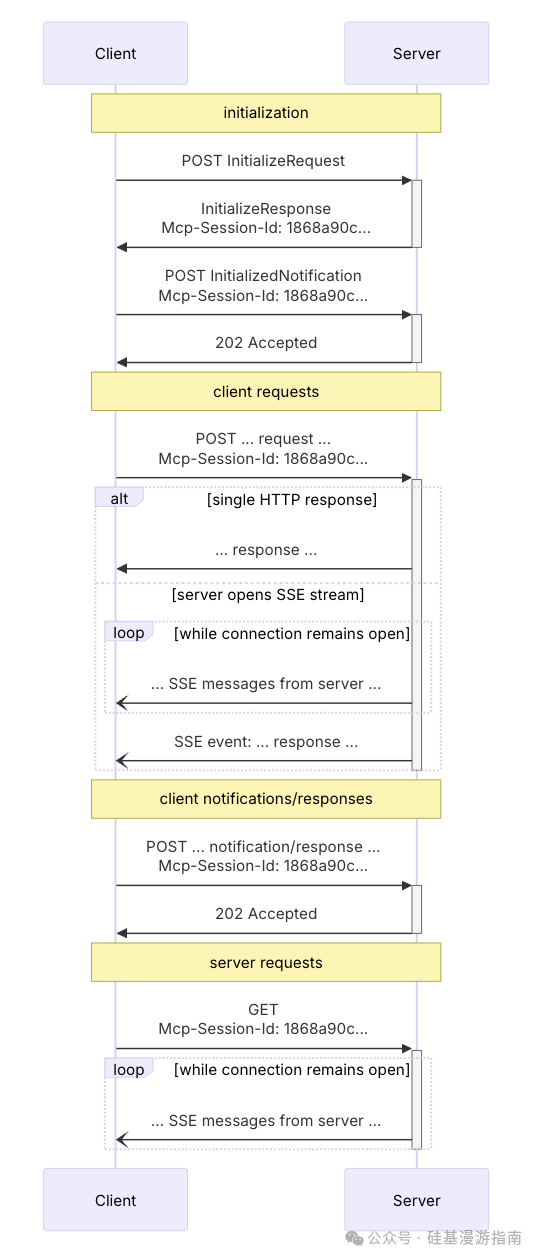 Client
Server
initialization
POST InitializeRequest
InitializeResponse
Mcp-Session-Id: 1868a90c...
POST InitializedNotification
Mcp-Session-Id: 1868a90c...
202 Accepted
client requests
POST ... request ...
Mcp-Session-Id: 1868a90c...
alt
[single HTTP response]
... response ...
[server opens SSE stream]
loop
[while connection remains open]
... SSE messages from server ...
SSE event: ... response ...
client notifications/responses
POST ... notification/response ...
Mcp-Session-Id: 1868a90c...
202 Accepted
server requests
GET
Mcp-Session-Id: 1868a90c...
loop
[while connection remains open]
... SSE messages from server ...
Client
Server
公众号 · 硅基漫游指南